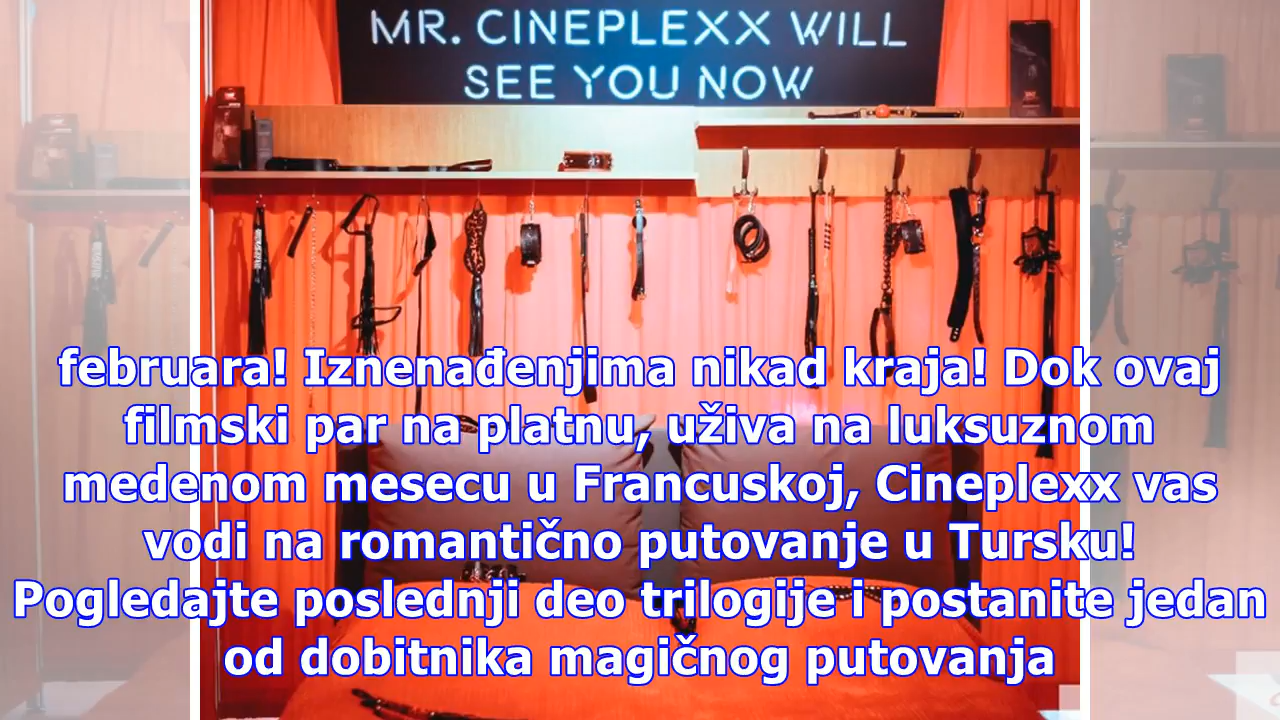 MR. CINEPLEXX WILL
SEE YOU NOW
februara! Iznenađenjima nikad kraja! Dok ovaj
filmski par na platnu, uživa na luksuznom
medenom mesecu u Francuskoj, Cineplexx vas
vodi na romantično putovanje u Tursku!
Pogledajte poslednji deo trilogije i postanite jedan
od dobitnika magičnog putovanja